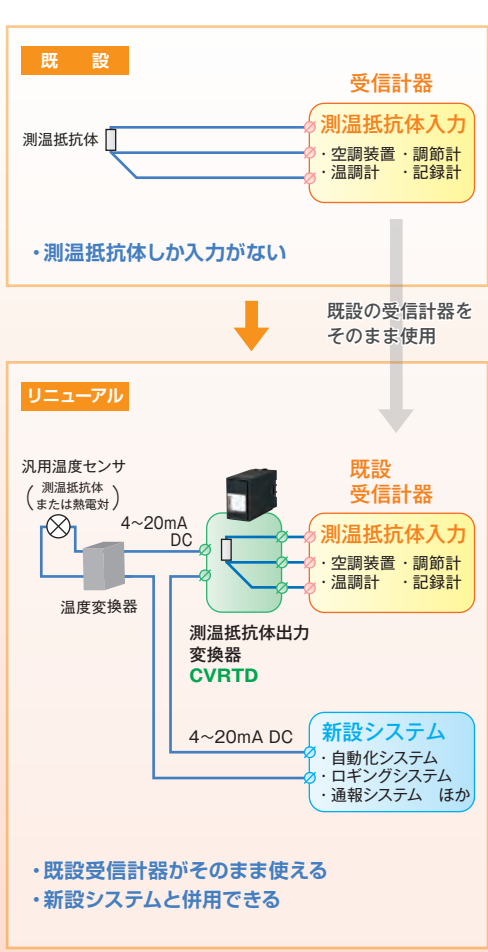 既　設
受信計器
測温抵抗体
測温抵抗体入力
・空調装置・調節計
・温調計　・記録計
・測温抵抗体しか入力がない
既設の受信計器を
そのまま使用
リニューアル
汎用温度センサ
（測温抵抗体
または熱電対）
4～20mA
DC
温度変換器
既設
受信計器
測温抵抗体入力
・空調装置・調節計
・温調計　・記録計
測温抵抗体出力
変換器
CVRTD
4～20mA DC
新設システム
・自動化システム
・ロギングシステム
・通報システム　ほか
・既設受信計器がそのまま使える
・新設システムと併用できる